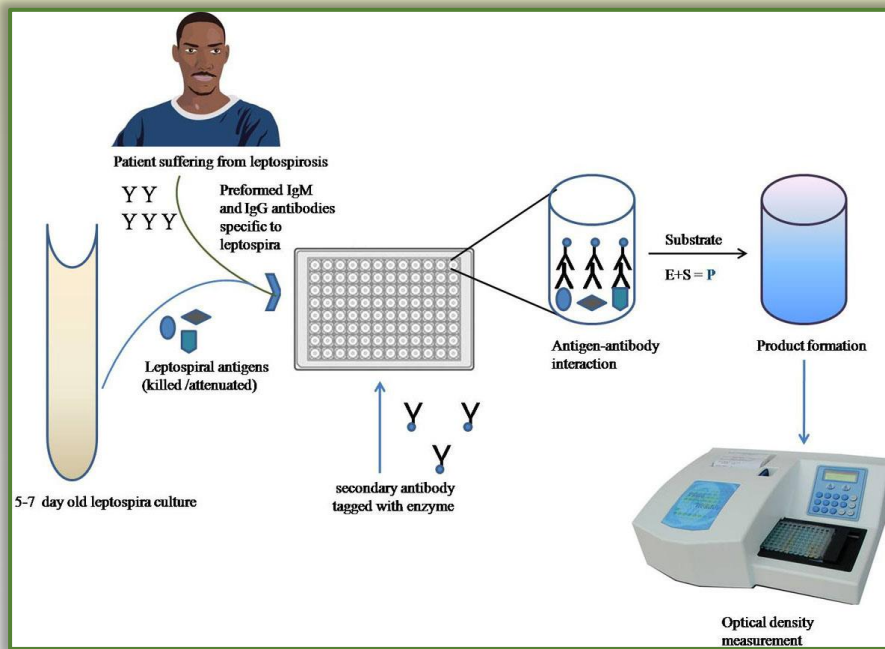 Patient suffering from leptospirosis
Y Y
Y Y Y
Preformed IgM
and IgG antibodies
specific to
leptospira
Leptospiral antigens
(killed /attenuated)
5-7 day old leptospira culture
secondary antibody
tagged with enzyme
Antigen-antibody
interaction
Substrate
E+S = P
Product formation
Optical density
measurement